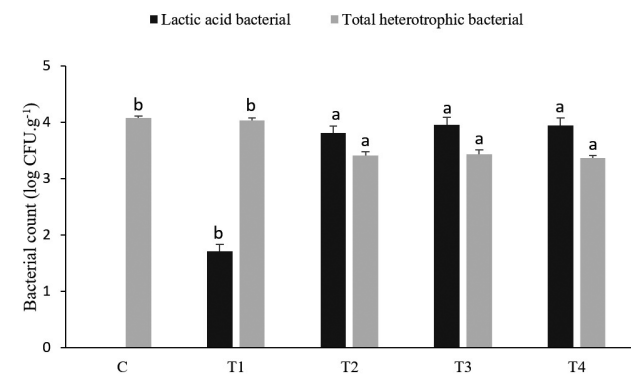 Lactic acid bacterial Total heterotrophic bacterial
Bacterial count (log CFU.g-1)
5
4
3
2
1
0
b
b
b
a
a
a
a
a
a
C T1 T2 T3 T4